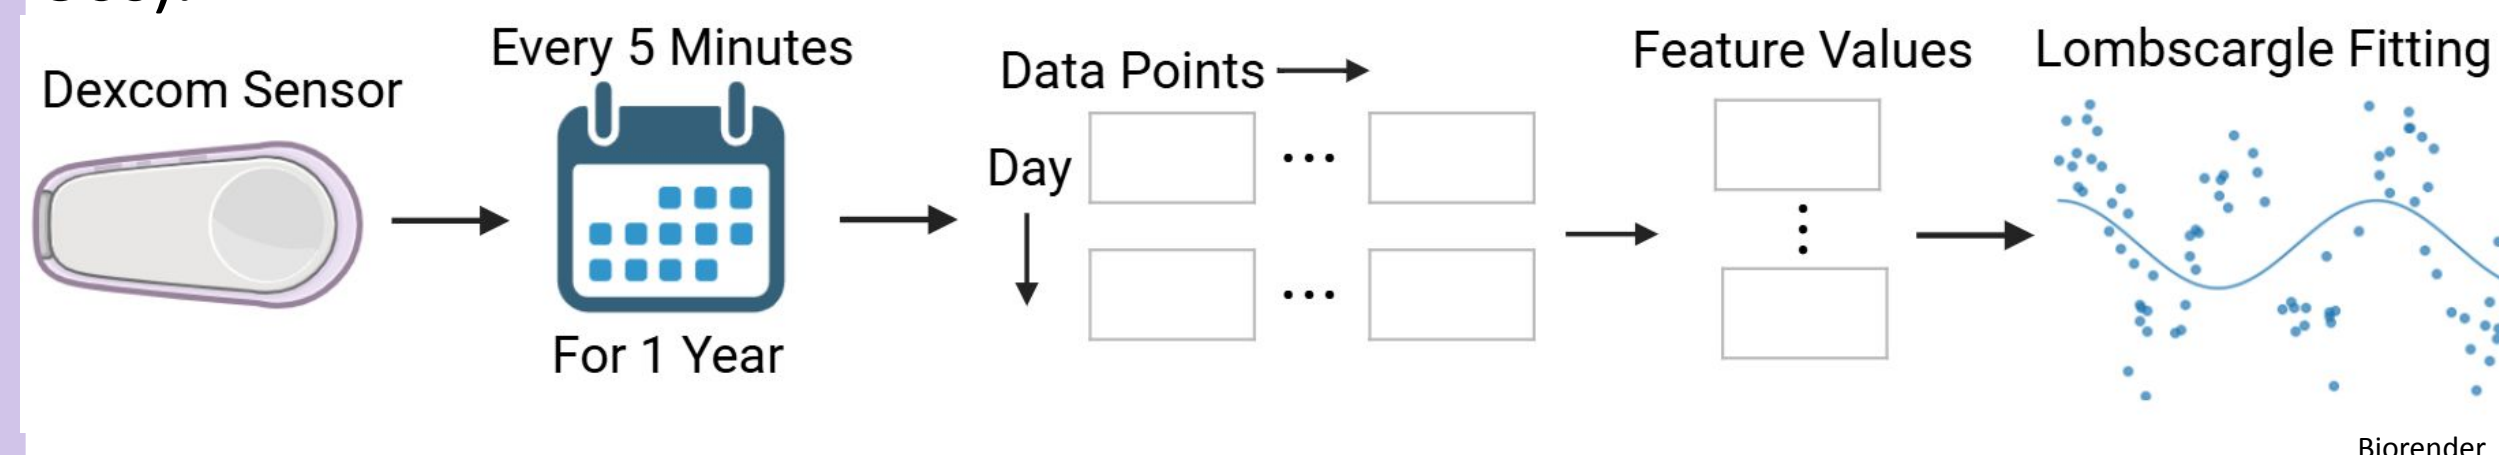 Dexcom Sensor
Every 5 Minutes
For 1 Year
Data Points
Day
Feature Values
Lombscargle Fitting
Biorender